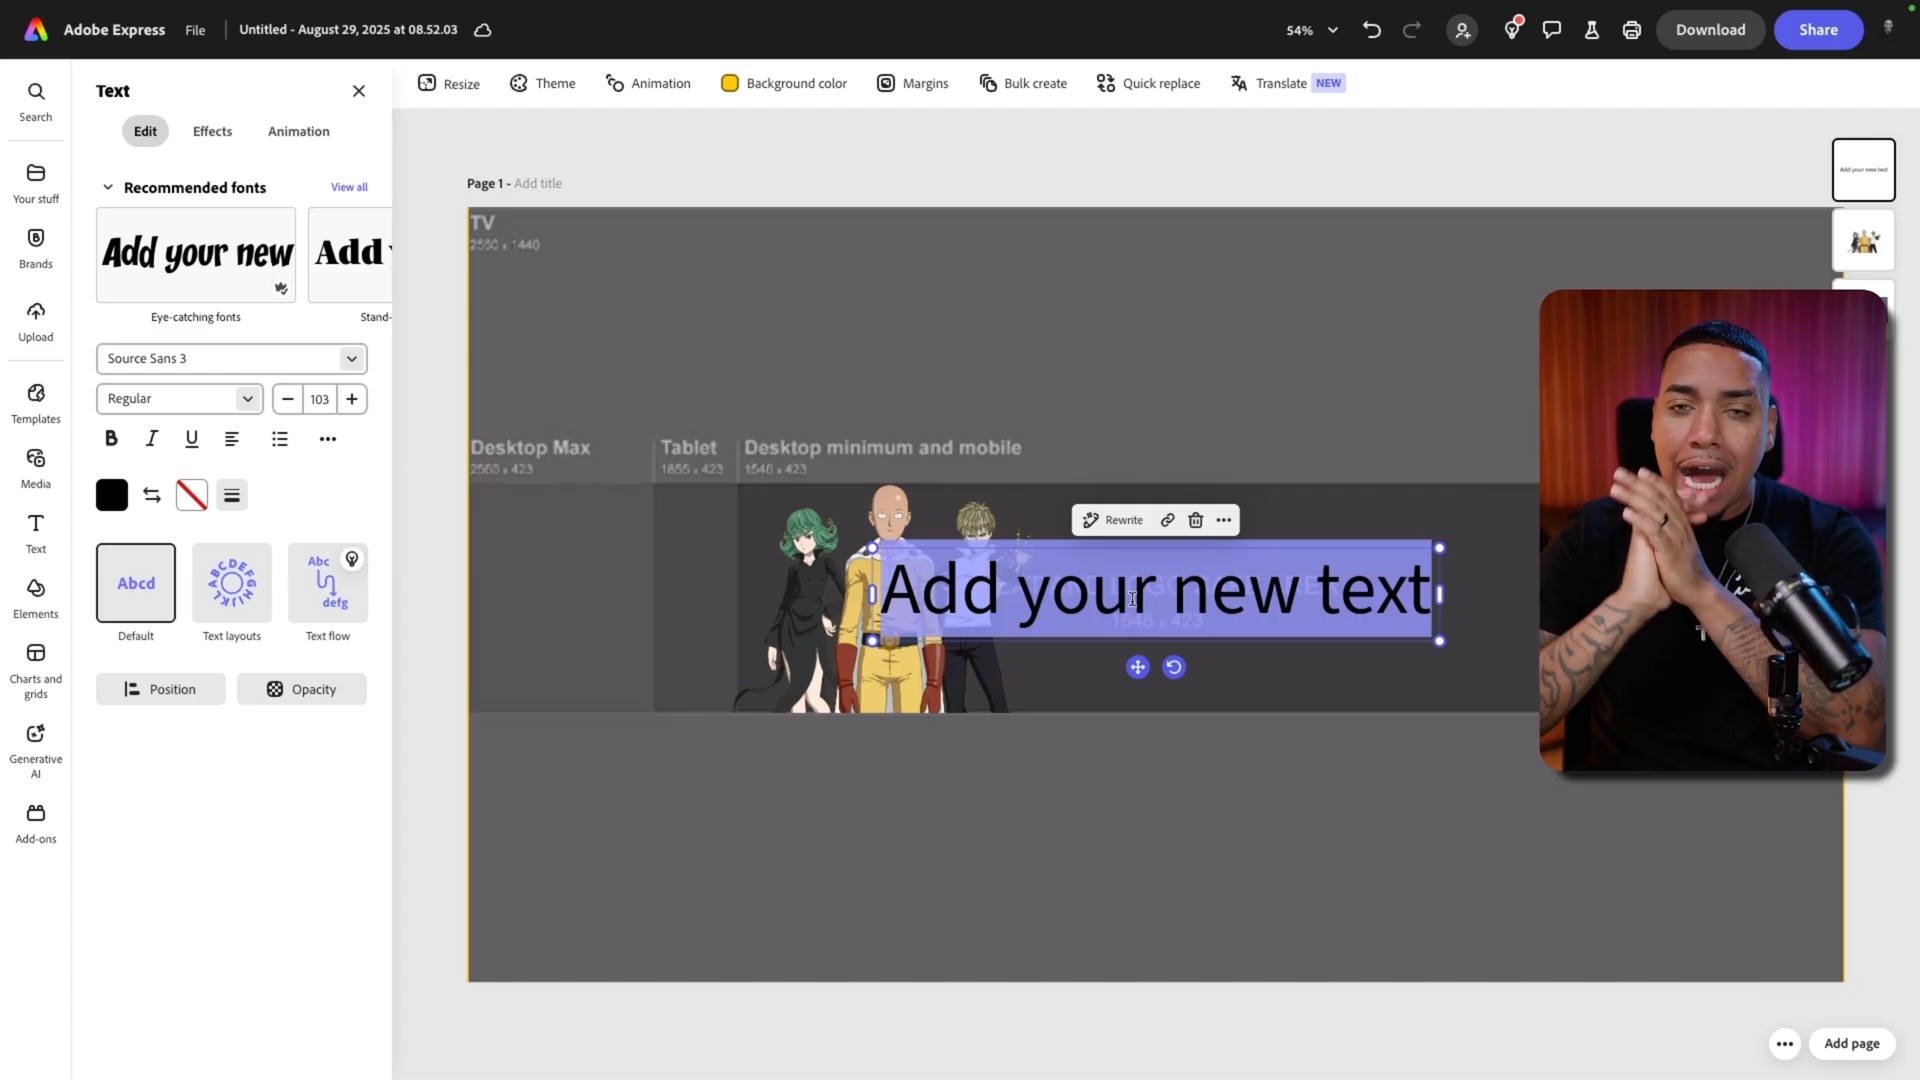 Adobe Express
File
Untitled - August 29, 2025 at 08.52.03
54%
Download
Share
Search
Your stuff
Brands
Upload
Templates
Media
Text
Elements
Charts and
grids
Generative
AI
Add-ons
Text
Edit
Effects
Animation
Recommended fonts
View all
Add your new
Add
Eye-catching fonts
Stand-
Source Sans 3
Regular
103
B
I
U
Abcd
Abc
defg
Default
Text layouts
Text flow
Position
Opacity
Resize
Theme
Animation
Background color
Margins
Bulk create
Quick replace
Translate NEW
Page 1 - Add title
TV
2560 x 1440
Desktop Max
2560 x 423
Tablet
1855 x 423
Desktop minimum and mobile
1546 x 423
Rewrite
Add your new text
Add your new text
Add page